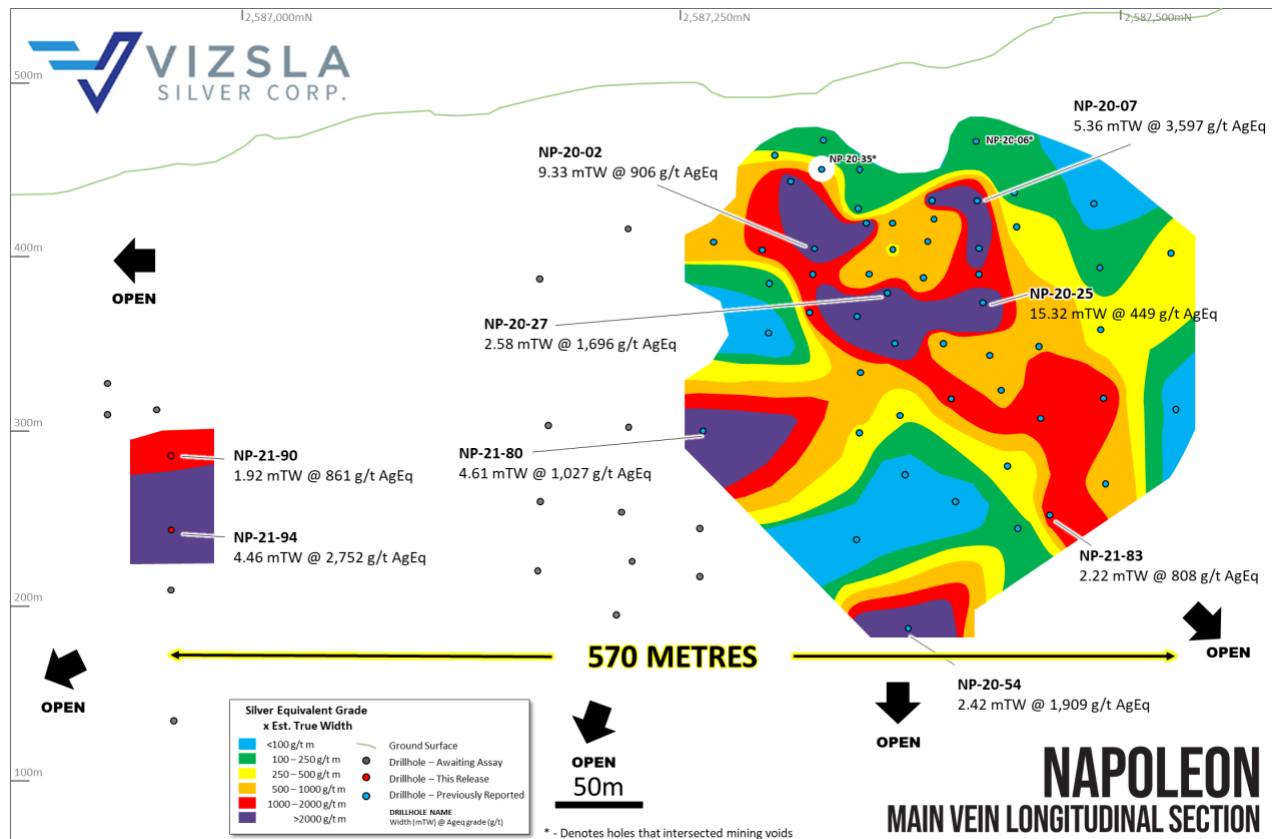 2,587,000mN
2,587,250mN
2,587,500mN
VIZSLA
SILVER CORP.
500m
400m
300m
200m
100m
NP-20-07
5.36 mTW @ 3,597 g/t AgEq
NP-20-06*
NP-20-35*
NP-20-02
9.33 mTW @ 906 g/t AgEq
OPEN
NP-20-25
15.32 mTW @ 449 g/t AgEq
NP-20-27
2.58 mTW @ 1,696 g/t AgEq
NP-21-90
1.92 mTW @ 861 g/t AgEq
NP-21-80
4.61 mTW @ 1,027 g/t AgEq
NP-21-94
4.46 mTW @ 2,752 g/t AgEq
NP-21-83
2.22 mTW @ 808 g/t AgEq
OPEN
570 METRES
OPEN
NP-20-54
2.42 mTW @ 1,909 g/t AgEq
OPEN
OPEN
50m
Silver Equivalent Grade
x Est. True Width
<100 g/t m
100 – 250 g/t m
250 – 500 g/t m
500 – 1000 g/t m
1000 – 2000 g/t m
>2000 g/t m
Ground Surface
Drillhole – Awaiting Assay
Drillhole – This Release
Drillhole – Previously Reported
DRILLHOLE NAME
Width (mTW) @ Ageq grade (g/t)
* - Denotes holes that intersected mining voids
NAPOLEON
MAIN VEIN LONGITUDINAL SECTION